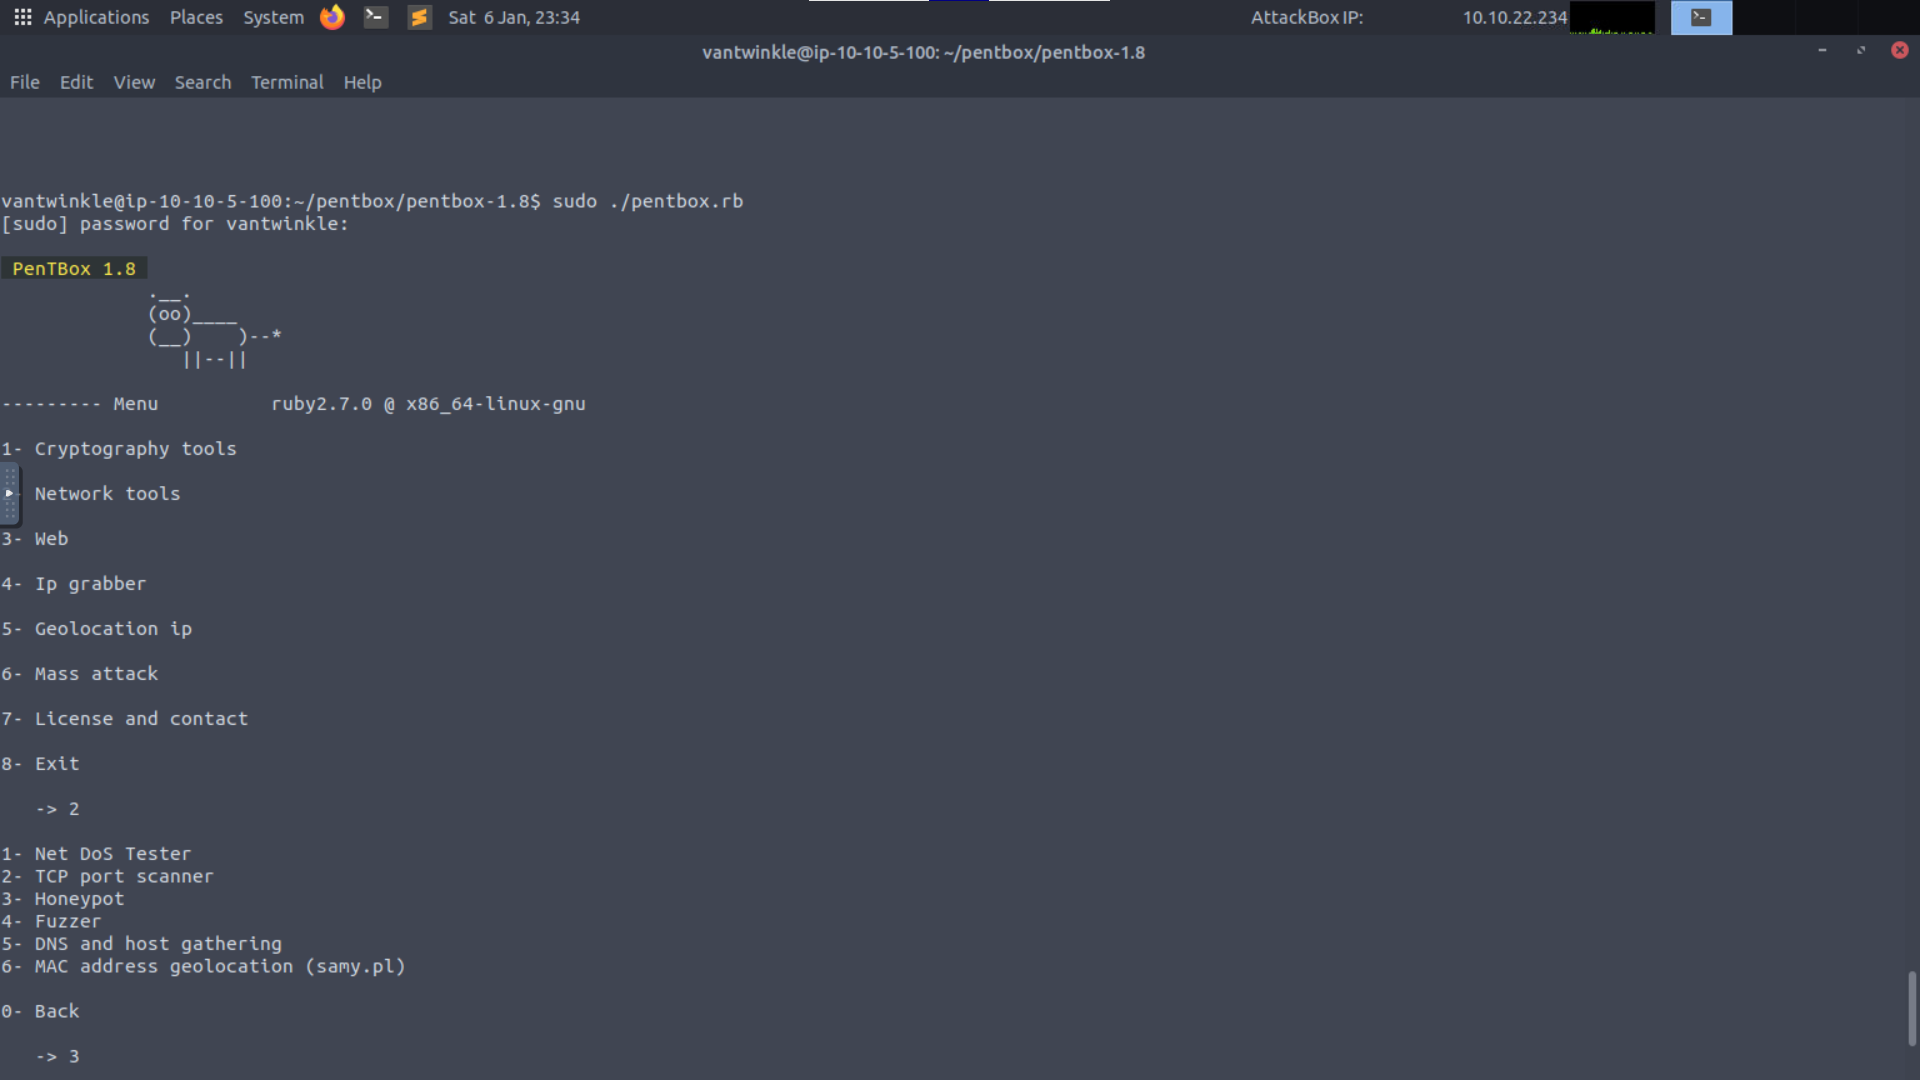 Applications Places System Sat 6 Jan, 23:34 AttackBox IP: 10.10.22.234
vantwinkle@ip-10-10-5-100: ~/pentbox/pentbox-1.8
File Edit View Search Terminal Help
vantwinkle@ip-10-10-5-100:~/pentbox/pentbox-1.8$ sudo ./pentbox.rb
[sudo] password for vantwinkle:
PenTBox 1.8
.__.
(oo)____
(__)    )--*
   ||--||
--------- Menu          ruby2.7.0 @ x86_64-linux-gnu
1- Cryptography tools
Network tools
3- Web
4- Ip grabber
5- Geolocation ip
6- Mass attack
7- License and contact
8- Exit
-> 2
1- Net DoS Tester
2- TCP port scanner
3- Honeypot
4- Fuzzer
5- DNS and host gathering
6- MAC address geolocation (samy.pl)
0- Back
-> 3